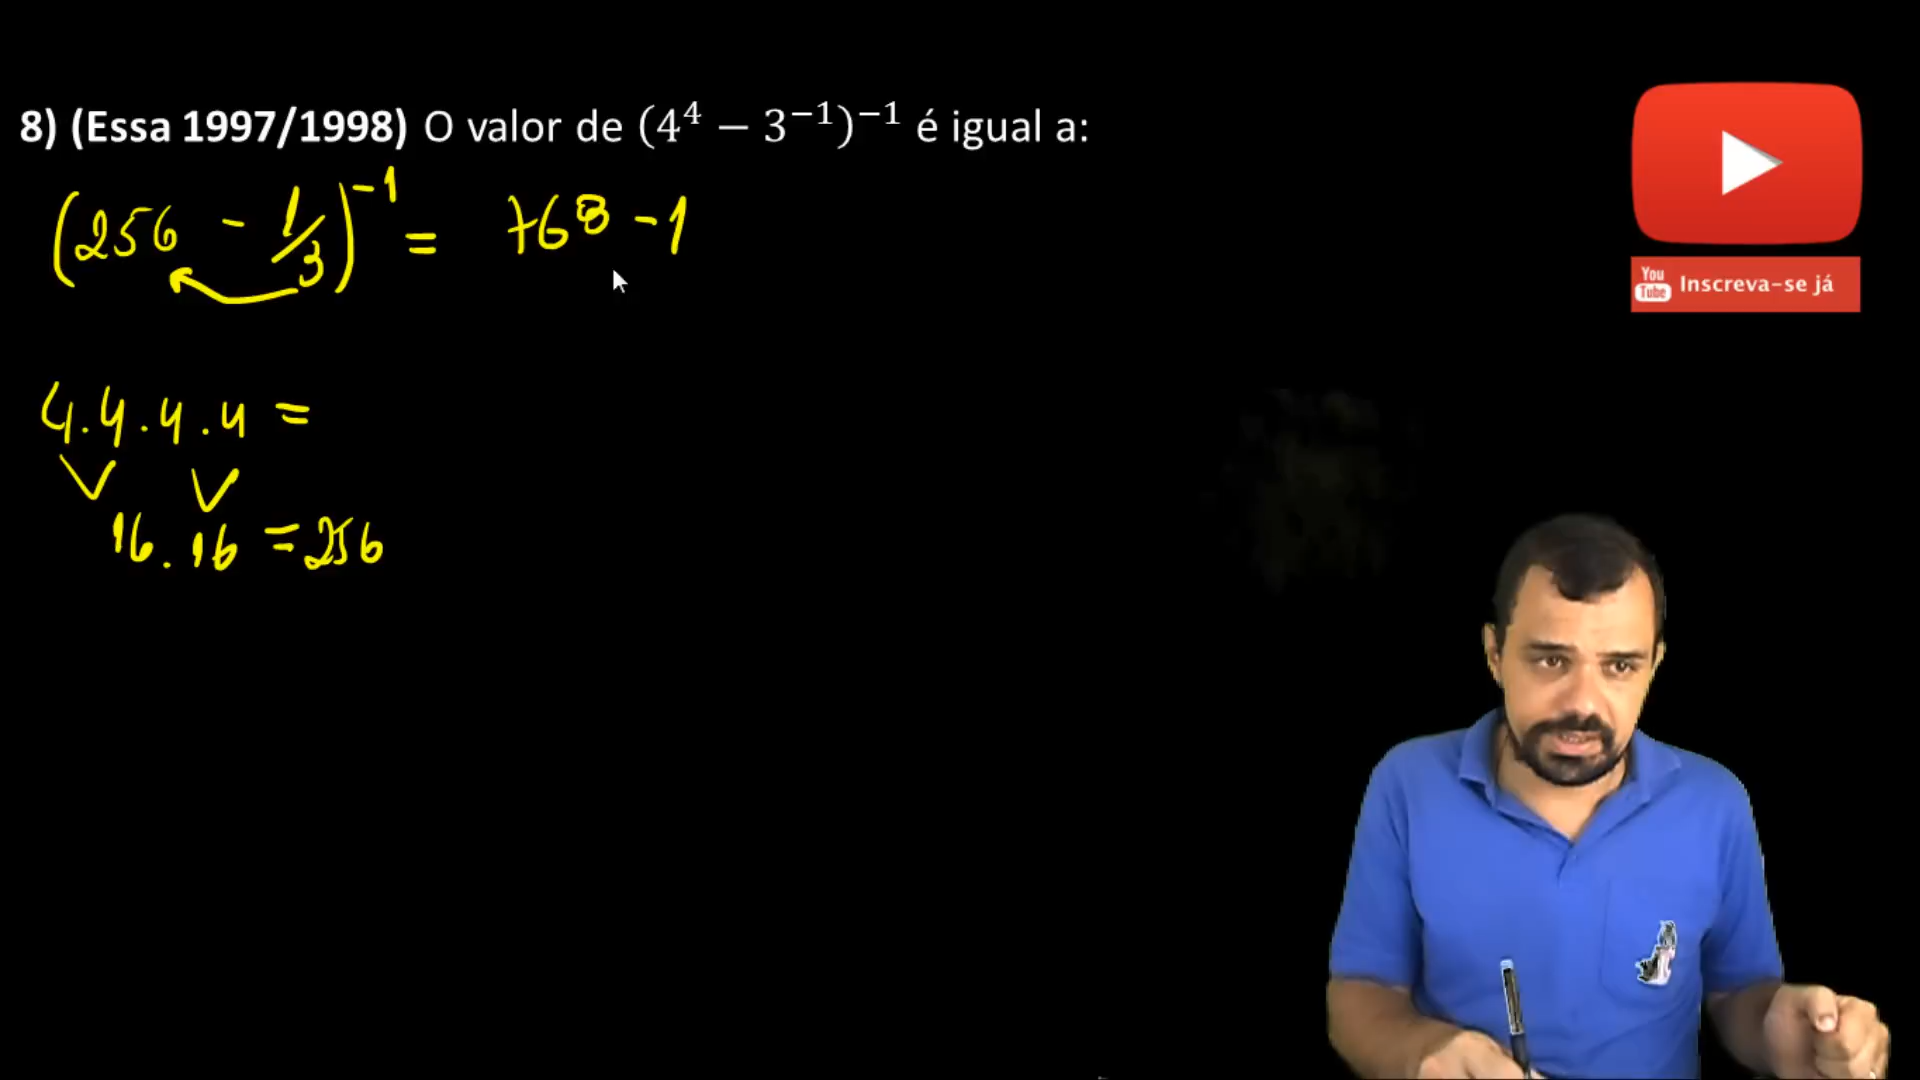 8) (Essa 1997/1998) O valor de (4⁴ − 3⁻¹)⁻¹ é igual a:
(256 - 1/3)⁻¹ = 768 - 1
4.4.4.4 =
16.16 = 256
You Tube Inscreva-se já